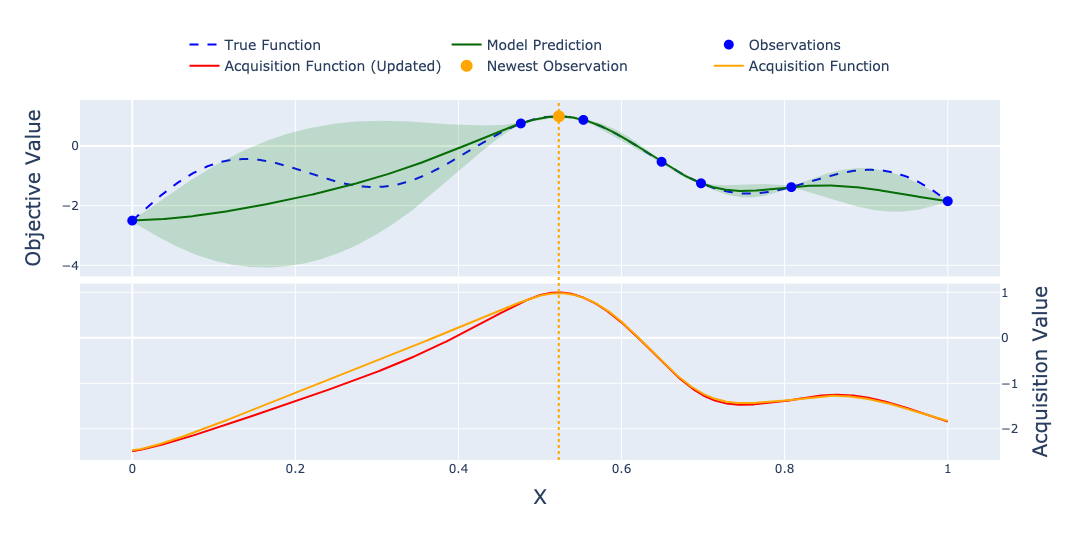 True Function
Model Prediction
Observations
Acquisition Function (Updated)
Newest Observation
Acquisition Function
Objective Value
0
−2
−4
Acquisition Value
1
0
−1
−2
0
0.2
0.4
0.6
0.8
1
X